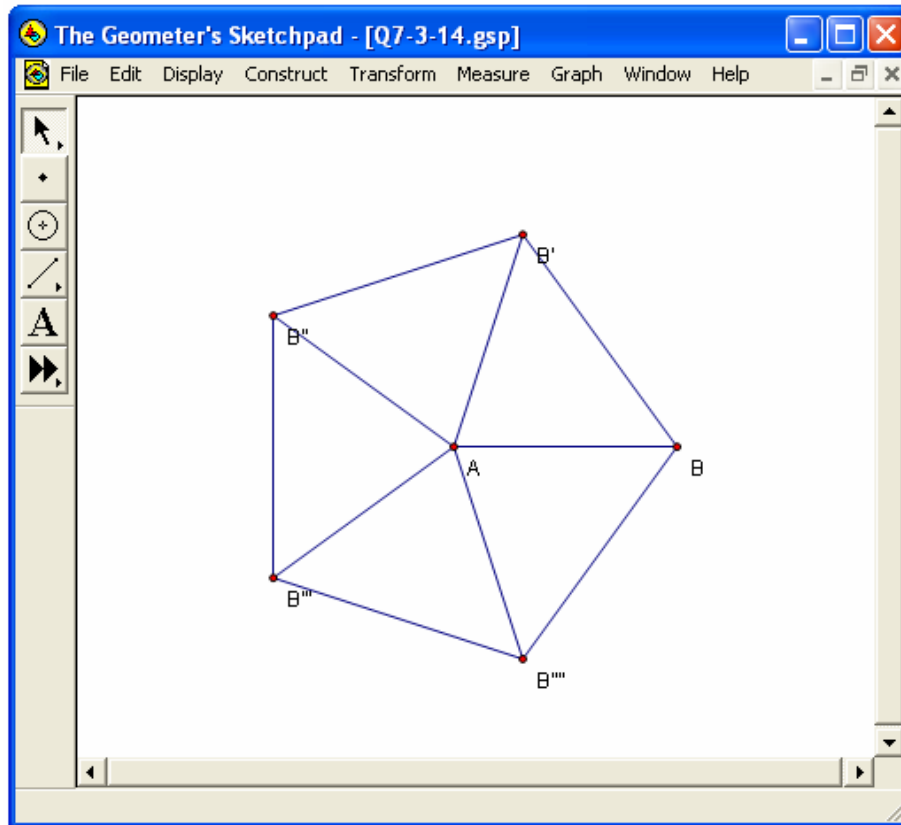 The Geometer's Sketchpad - [Q7-3-14.gsp]
File Edit Display Construct Transform Measure Graph Window Help
A
B'
B"
A
B
B'"
B""